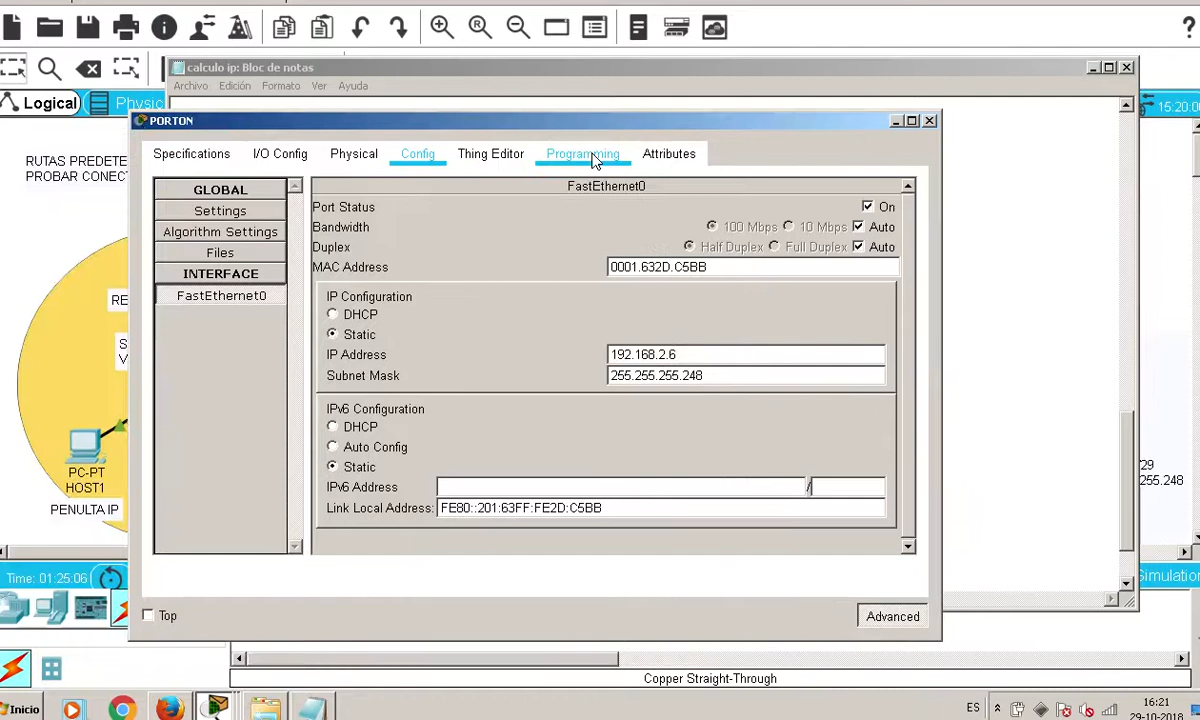 calculo ip: Bloc de notas
Archivo Edición Formato Ver Ayuda
Logical
Physic
15:20:0
PORTON
Specifications I/O Config Physical Config Thing Editor Programming Attributes
RUTAS PREDETE
PROBAR CONECT
GLOBAL
Settings
Algorithm Settings
Files
INTERFACE
FastEthernet0
FastEthernet0
Port Status On
Bandwidth 100 Mbps 10 Mbps Auto
Duplex Half Duplex Full Duplex Auto
MAC Address 0001.632D.C5BB
IP Configuration
DHCP
Static
IP Address 192.168.2.6
Subnet Mask 255.255.255.248
IPv6 Configuration
DHCP
Auto Config
Static
IPv6 Address /
Link Local Address: FE80::201:63FF:FE2D:C5BB
RE
S
V
PC-PT
HOST1
PENULTA IP
/29
255.248
Time: 01:25:06
Simulation
Top
Advanced
Copper Straight-Through
Inicio
ES
16:21
29-10-2018